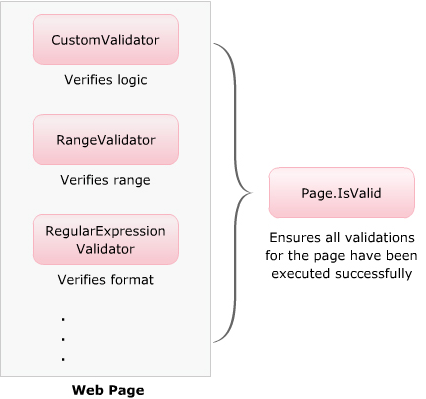 CustomValidator
Verifies logic
RangeValidator
Verifies range
RegularExpression
Validator
Verifies format
.
.
.
Web Page
Page.IsValid
Ensures all validations
for the page have been
executed successfully